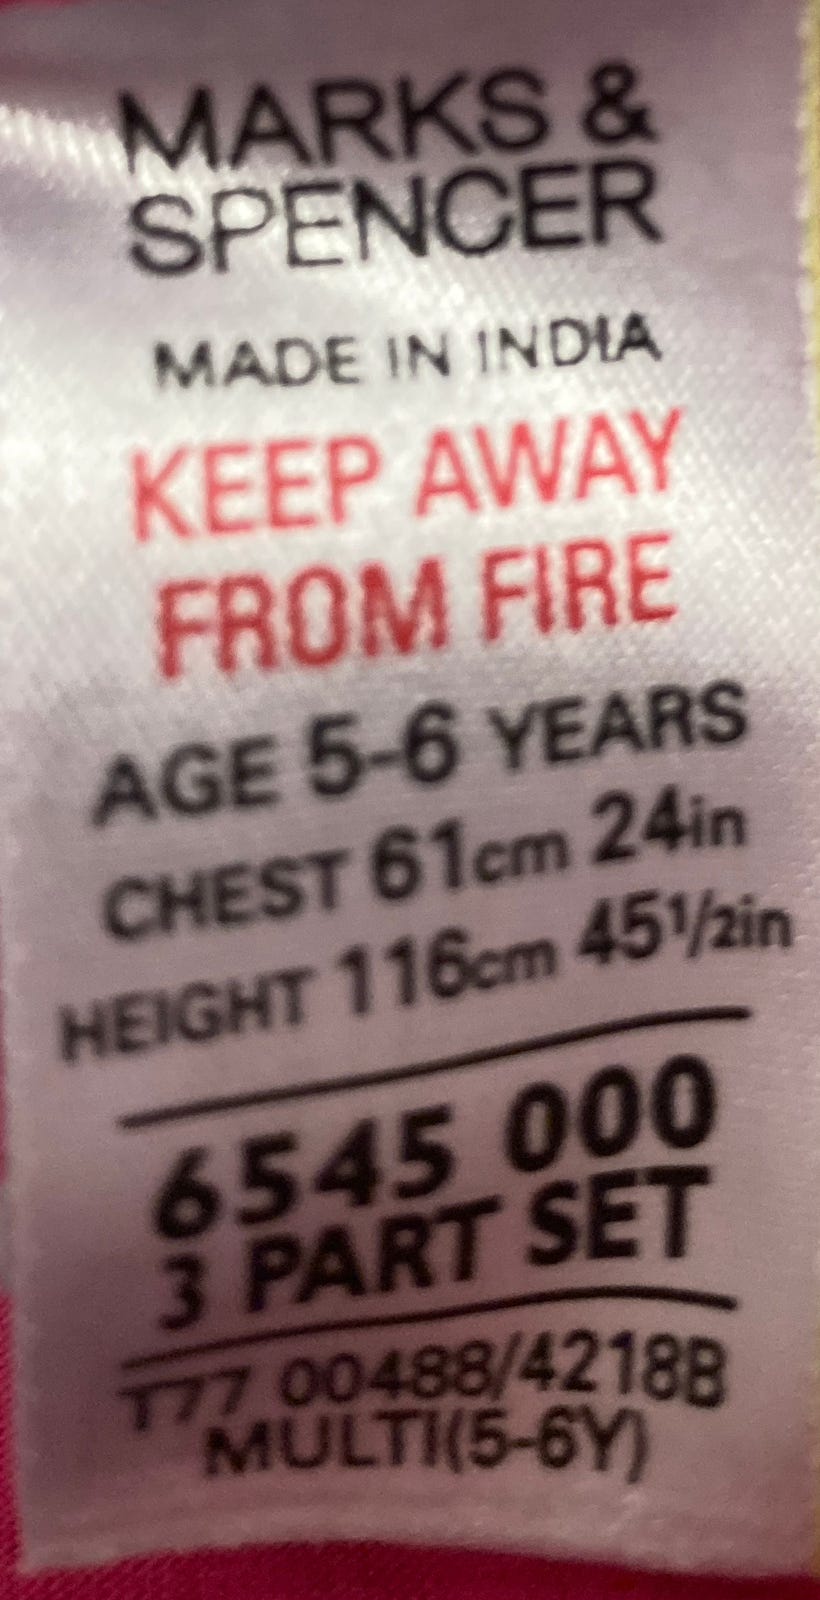 MARKS &
SPENCER
MADE IN INDIA
KEEP AWAY
FROM FIRE
AGE 5-6 YEARS
CHEST 61cm 24in
HEIGHT 116cm 45½in
6545 000
3 PART SET
T77 00488/4218B
MULTI(5-6Y)